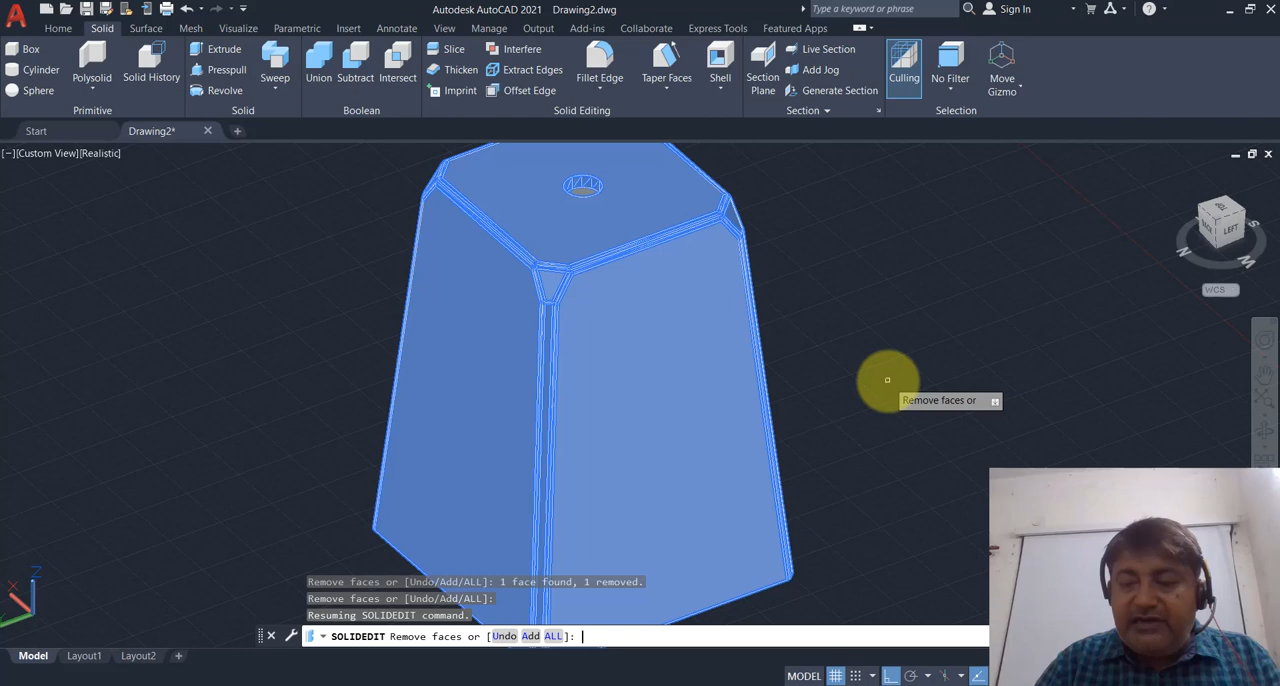 Autodesk AutoCAD 2021 Drawing2.dwg
Type a keyword or phrase
Sign In
Home Solid Surface Mesh Visualize Parametric Insert Annotate View Manage Output Add-ins Collaborate Express Tools Featured Apps
Box
Cylinder
Sphere
Polysolid
Solid History
Primitive
Extrude
Presspull
Revolve
Sweep
Solid
Union
Subtract
Intersect
Boolean
Slice
Thicken
Imprint
Interfere
Extract Edges
Offset Edge
Fillet Edge
Taper Faces
Shell
Solid Editing
Section
Plane
Live Section
Add Jog
Generate Section
Section
Culling
No Filter
Move
Gizmo
Selection
Start
Drawing2*
[−][Custom View][Realistic]
TOP
BACK
LEFT
S
N
M
WCS
Remove faces or
X
Z
Remove faces or [Undo/Add/ALL]: 1 face found, 1 removed.
Remove faces or [Undo/Add/ALL]:
Resuming SOLIDEDIT command.
SOLIDEDIT Remove faces or [Undo Add ALL]:
Model Layout1 Layout2
MODEL